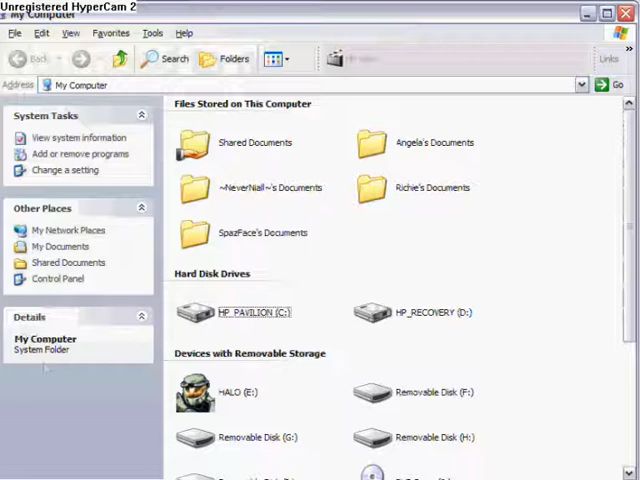 Unregistered HyperCam 2
My Computer
File Edit View Favorites Tools Help
Back Search Folders Links
Address My Computer Go
System Tasks
View system information
Add or remove programs
Change a setting
Other Places
My Network Places
My Documents
Shared Documents
Control Panel
Details
My Computer
System Folder
Files Stored on This Computer
Shared Documents Angela's Documents
~NeverNiall~'s Documents Richie's Documents
SpazFace's Documents
Hard Disk Drives
HP_PAVILION (C:) HP_RECOVERY (D:)
Devices with Removable Storage
HALO (E:) Removable Disk (F:)
Removable Disk (G:) Removable Disk (H:)